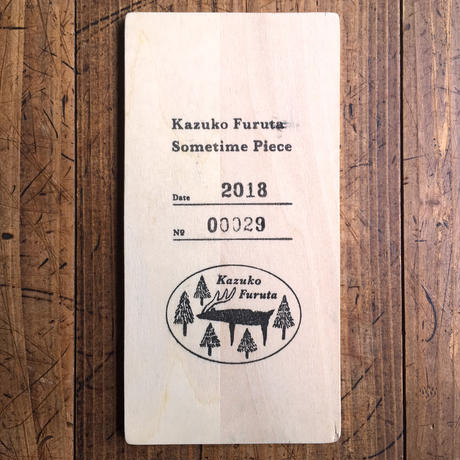 Kazuko Furuta
Sometime Piece
Date 2018
№ 00029
Kazuko
Furuta